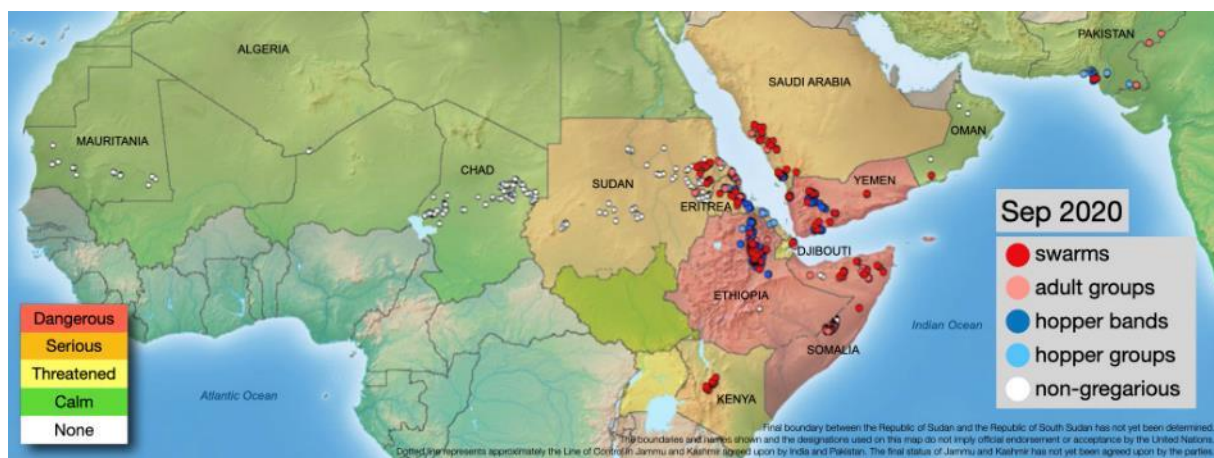 ALGERIA
PAKISTAN
SAUDI ARABIA
MAURITANIA
OMAN
CHAD
SUDAN
YEMEN
ERITREA
DJIBOUTI
ETHIOPIA
SOMALIA
KENYA
Indian Ocean
Atlantic Ocean
Dangerous
Serious
Threatened
Calm
None
Sep 2020
swarms
adult groups
hopper bands
hopper groups
non-gregarious
Final boundary between the Republic of Sudan and the Republic of South Sudan has not yet been determined.
The boundaries and names shown and the designations used on this map do not imply official endorsement or acceptance by the United Nations.
Dotted line represents approximately the Line of Control in Jammu and Kashmir agreed upon by India and Pakistan. The final status of Jammu and Kashmir has not yet been agreed upon by the parties.